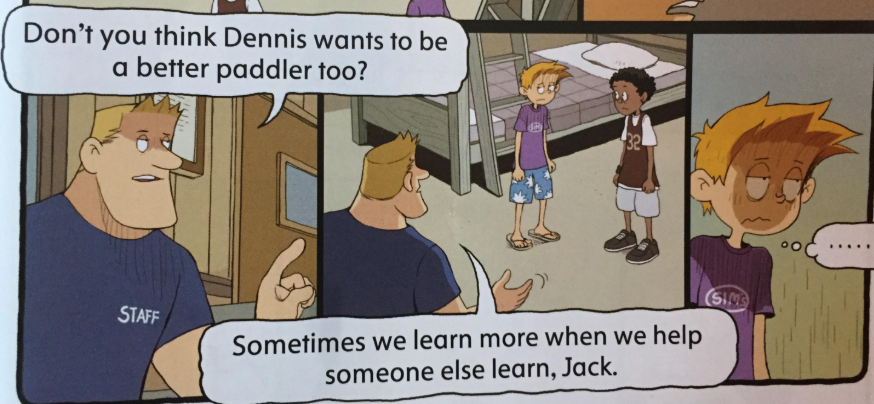 Don't you think Dennis wants to be
a better paddler too?
STAFF
32
Sometimes we learn more when we help
someone else learn, Jack.
SIMS
......